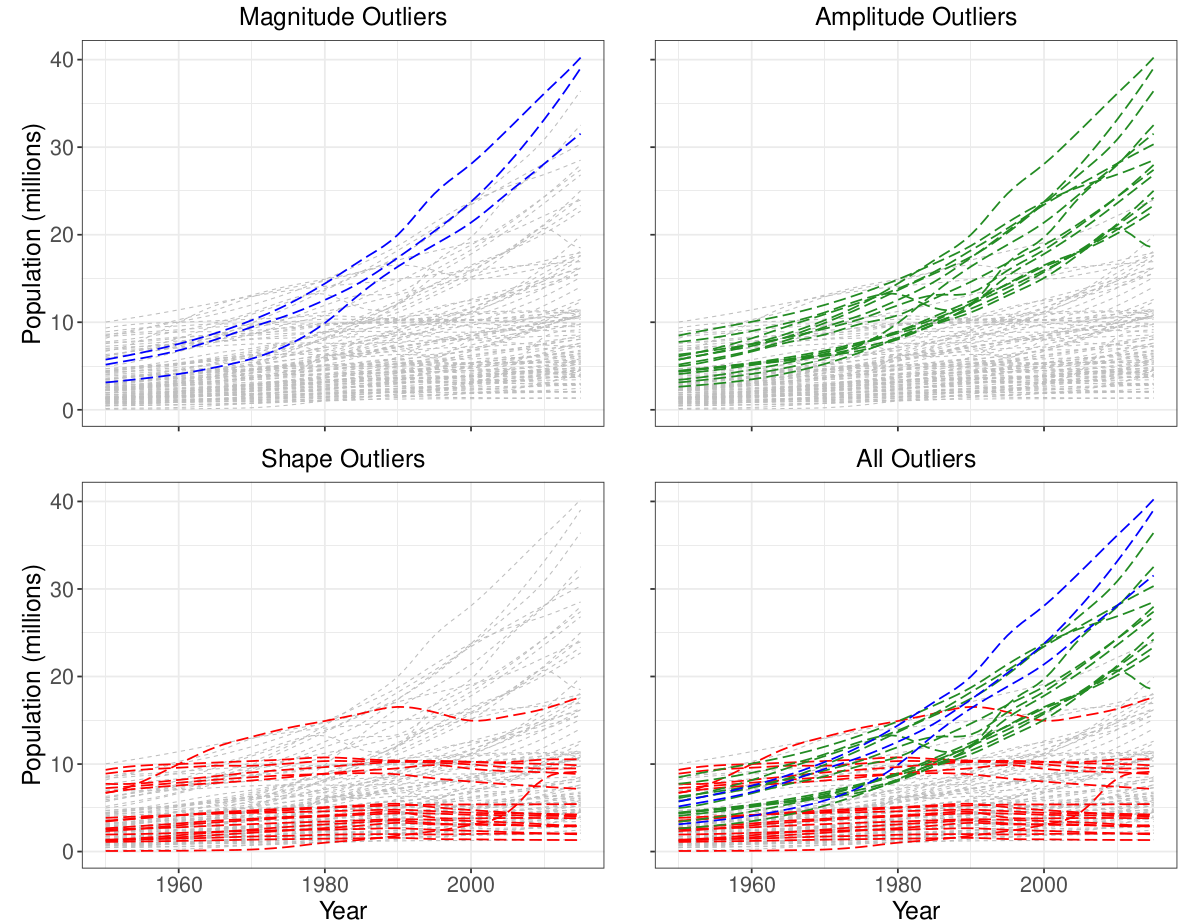 Magnitude Outliers
Amplitude Outliers
Population (millions)
40
30
20
10
0
Shape Outliers
All Outliers
Population (millions)
40
30
20
10
0
1960
1980
2000
1960
1980
2000
Year
Year